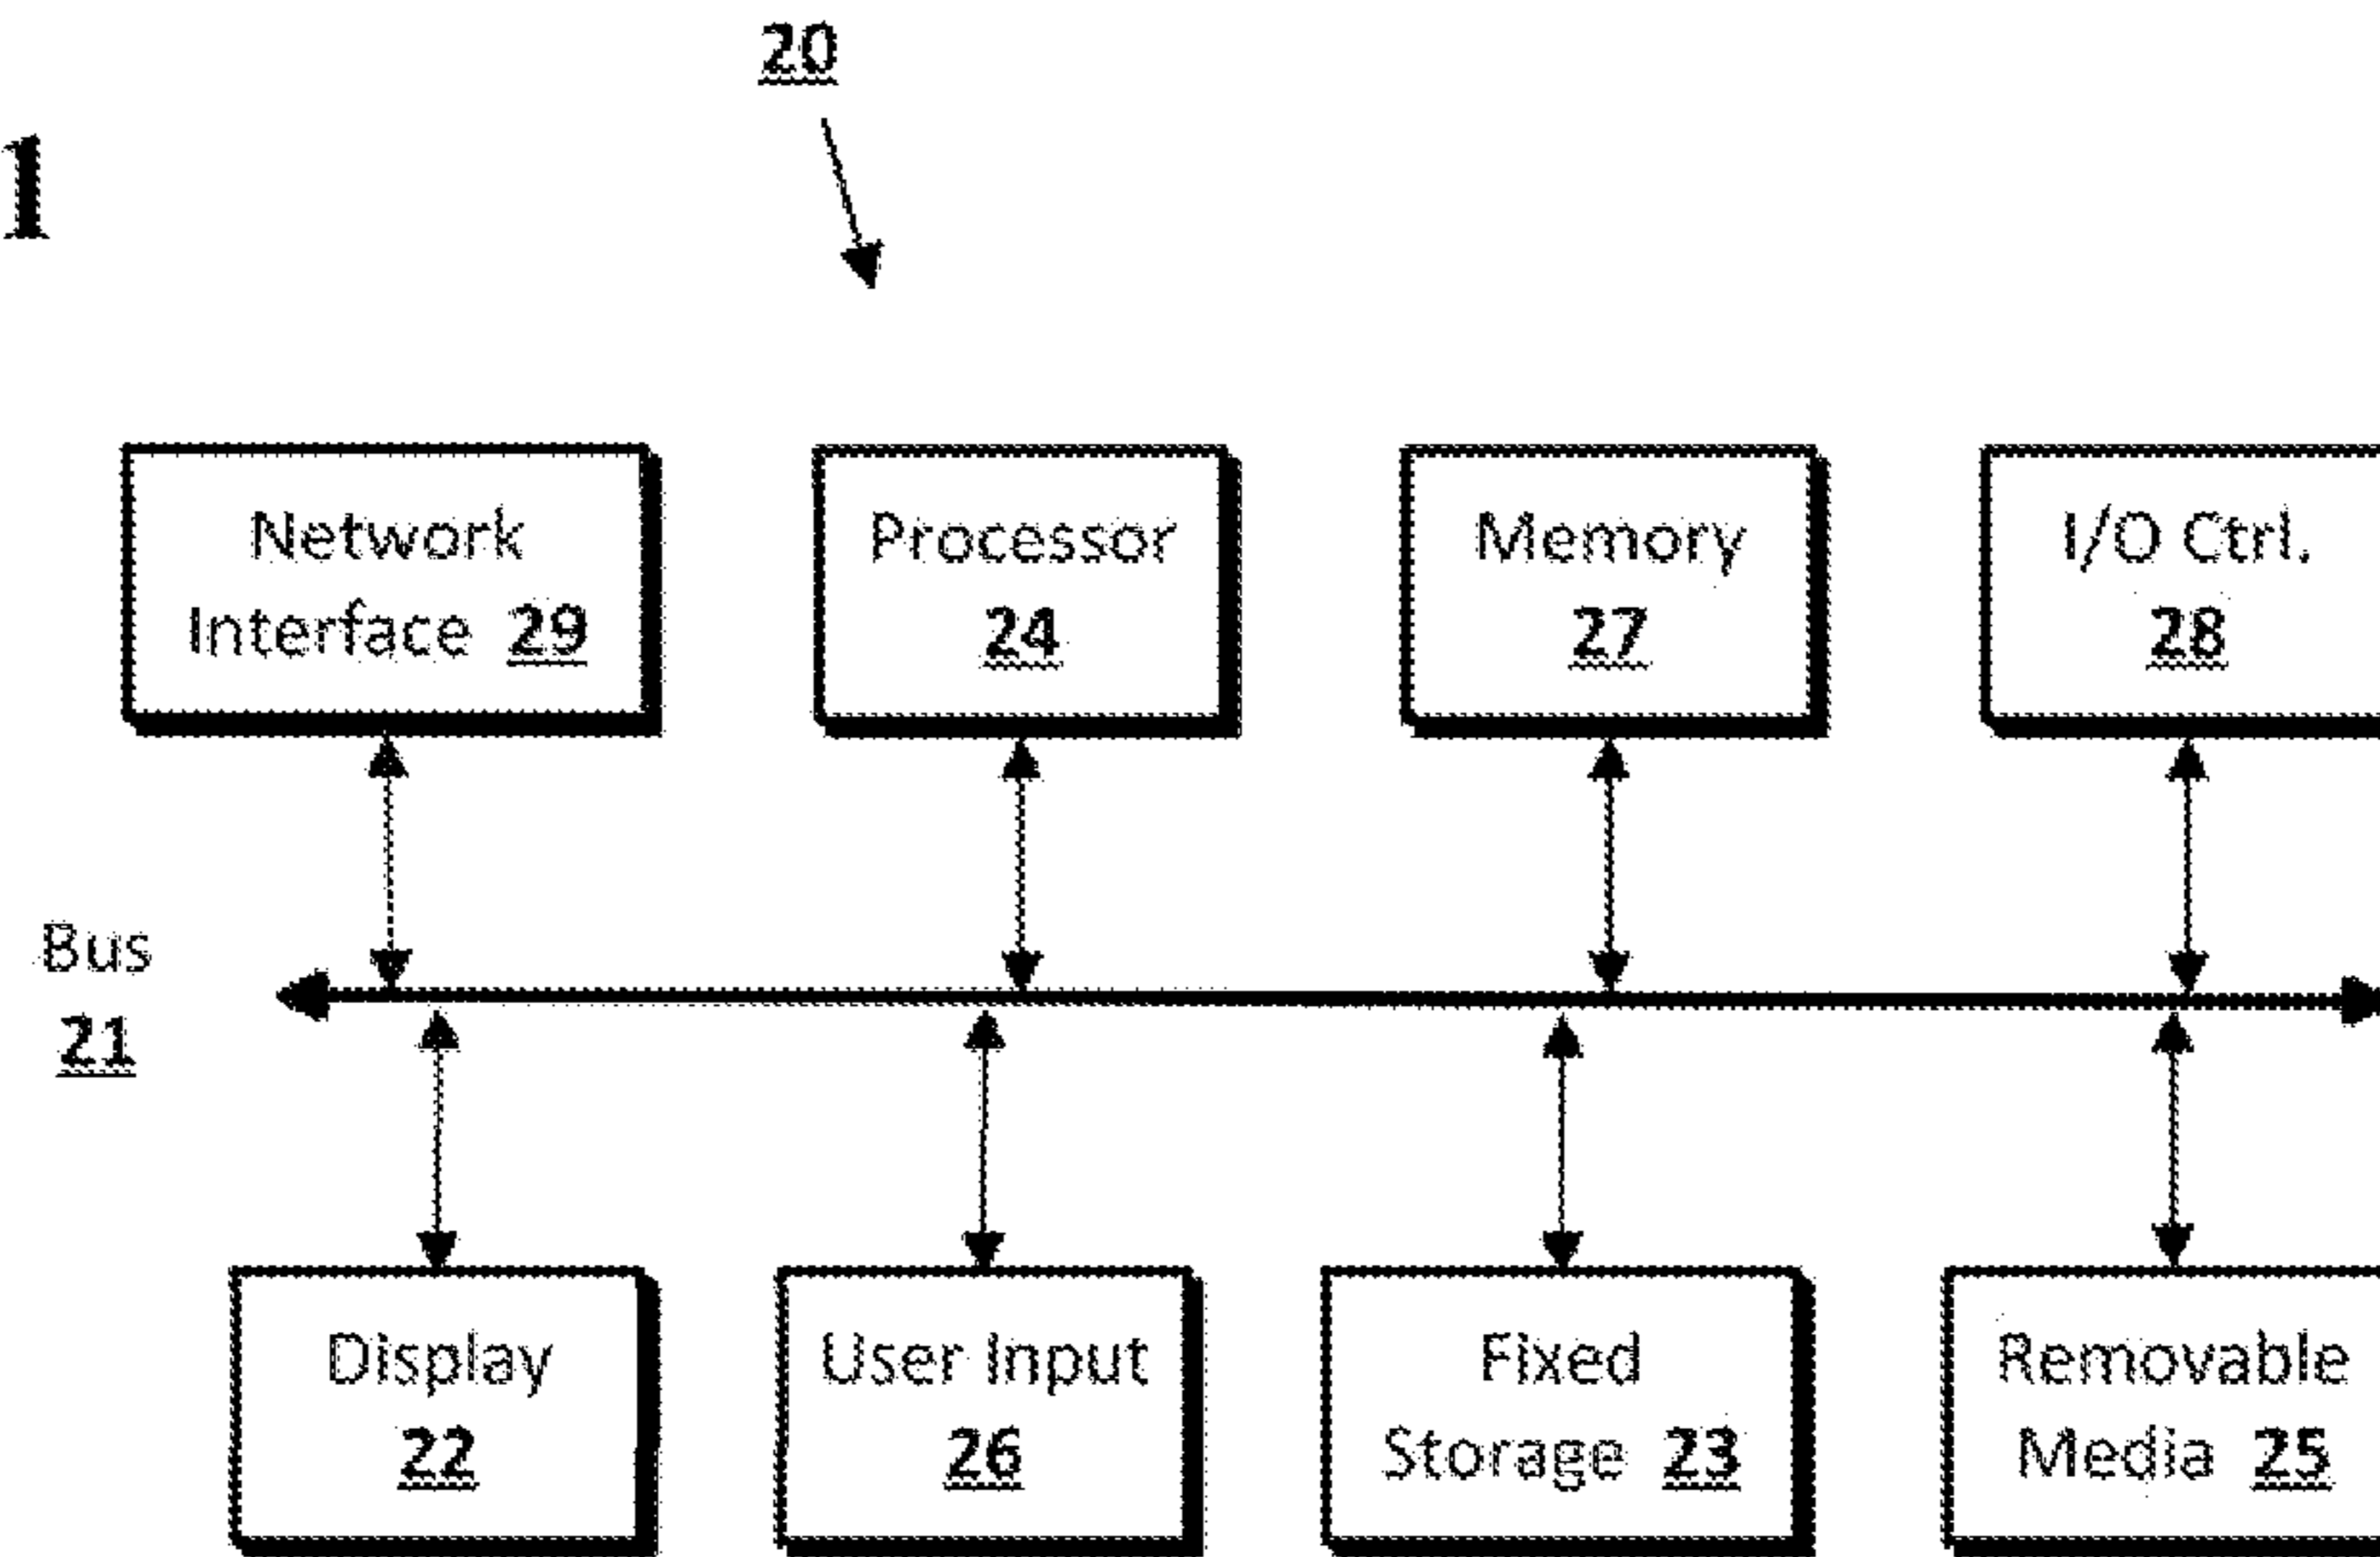 20
1
Network
Interface 29
Processor
24
Memory
27
I/O Ctrl.
28
Bus
21
Display
22
User Input
26
Fixed
Storage 23
Removable
Media 25